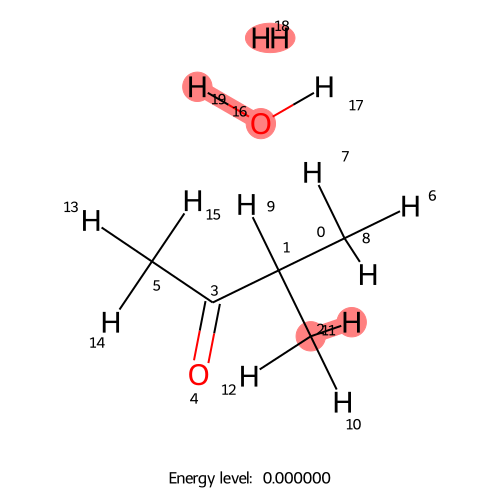 18
HH
H H
19 16 17
O
7
H
H 9 H 6
13 H H 15
0
1 8
H
5 3
14 H 2 11 H
O H
4 12 H
10
Energy level: 0.000000